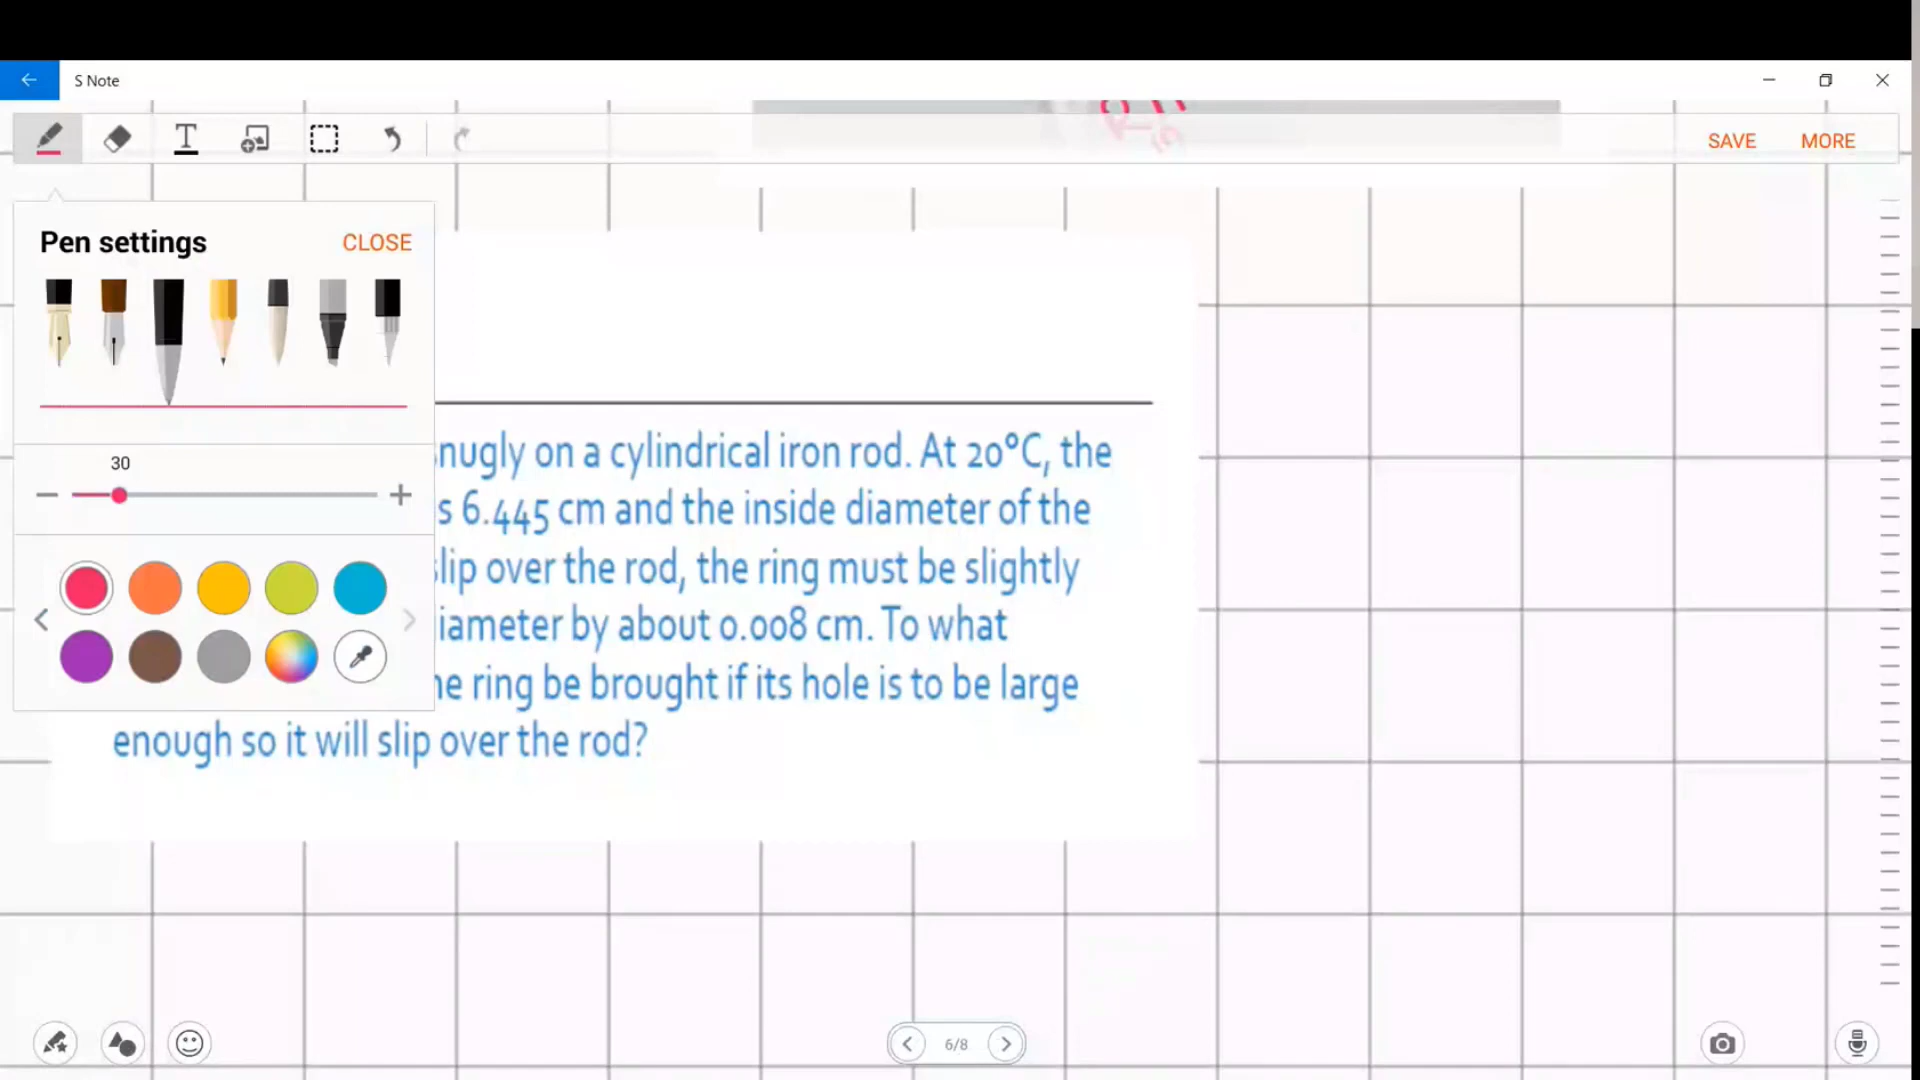 S Note
SAVE
MORE
Pen settings
CLOSE
30
on a cylindrical iron rod. At 20°C, the
6.445 cm and the inside diameter of the
over the rod, the ring must be slightly
by about 0.008 cm. To what
ring be brought if its hole is to be large
enough so it will slip over the rod?
6/8